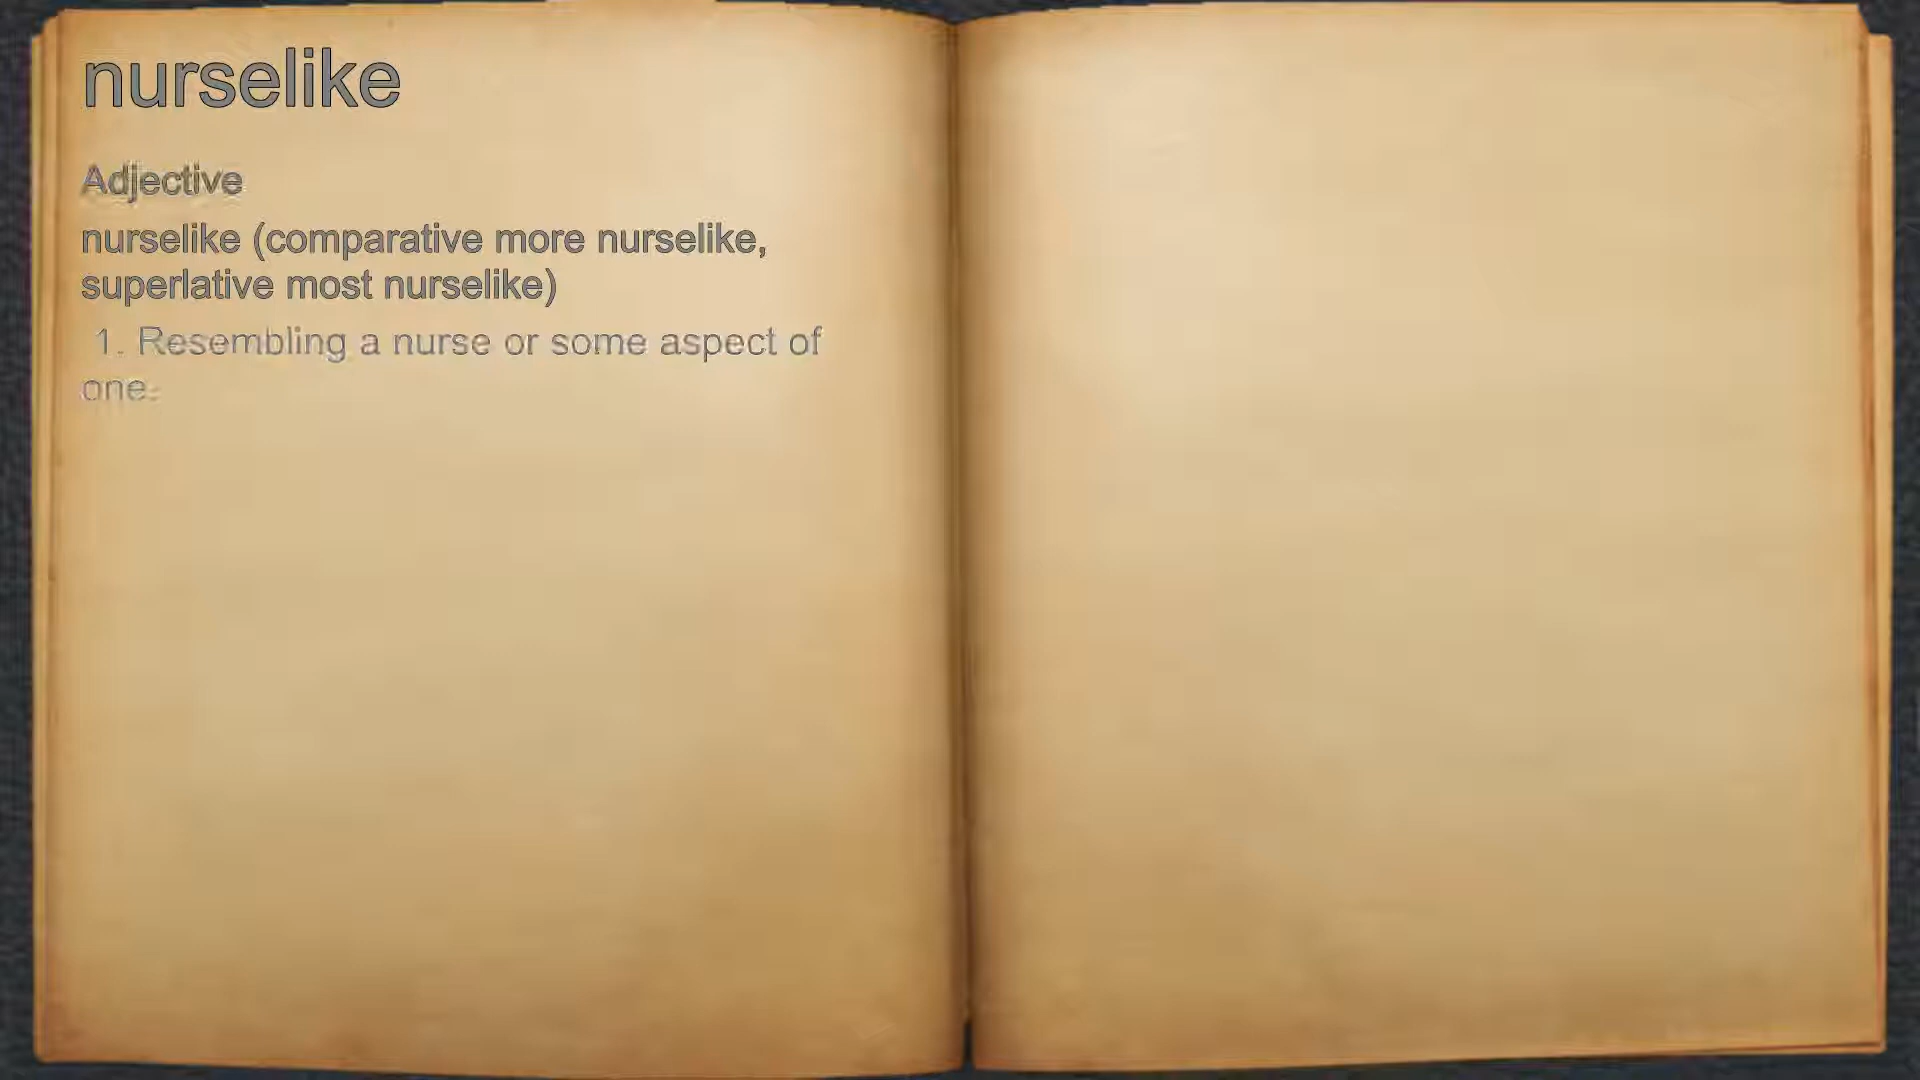 nurselike
Adjective
nurselike (comparative more nurselike,
superlative most nurselike)
1. Resembling a nurse or some aspect of
one.